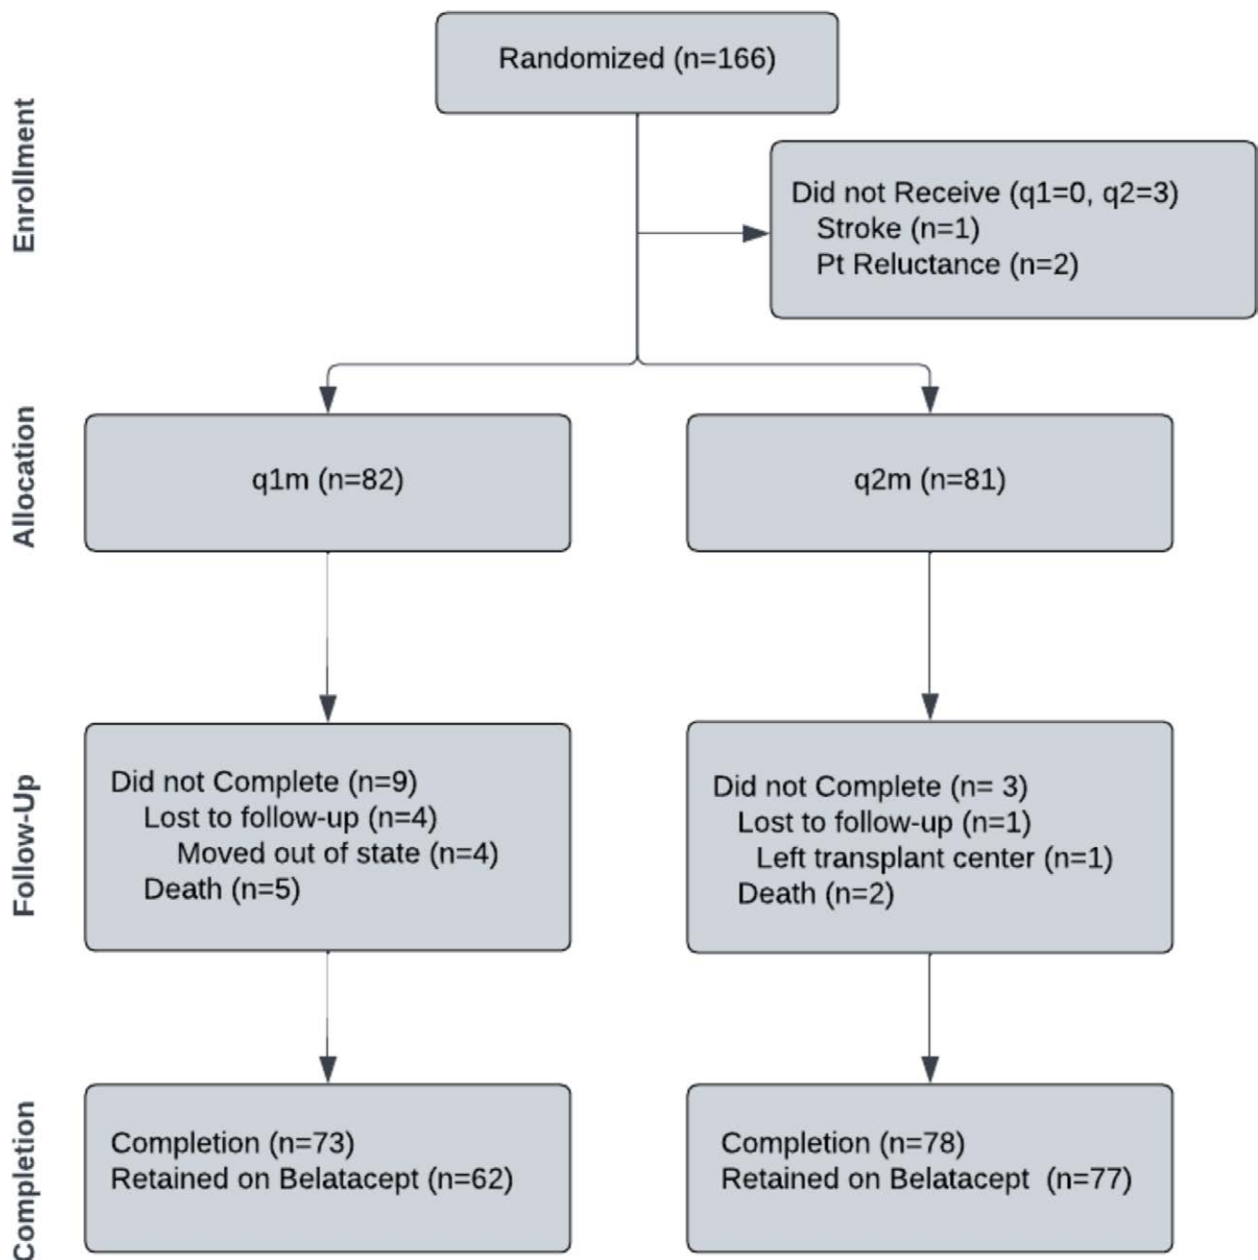 Enrollment
Randomized (n=166)
Did not Receive (q1=0, q2=3)
Stroke (n=1)
Pt Reluctance (n=2)
Allocation
q1m (n=82)
q2m (n=81)
Follow-Up
Did not Complete (n=9)
Lost to follow-up (n=4)
Moved out of state (n=4)
Death (n=5)
Did not Complete (n= 3)
Lost to follow-up (n=1)
Left transplant center (n=1)
Death (n=2)
Completion
Completion (n=73)
Retained on Belatacept (n=62)
Completion (n=78)
Retained on Belatacept (n=77)